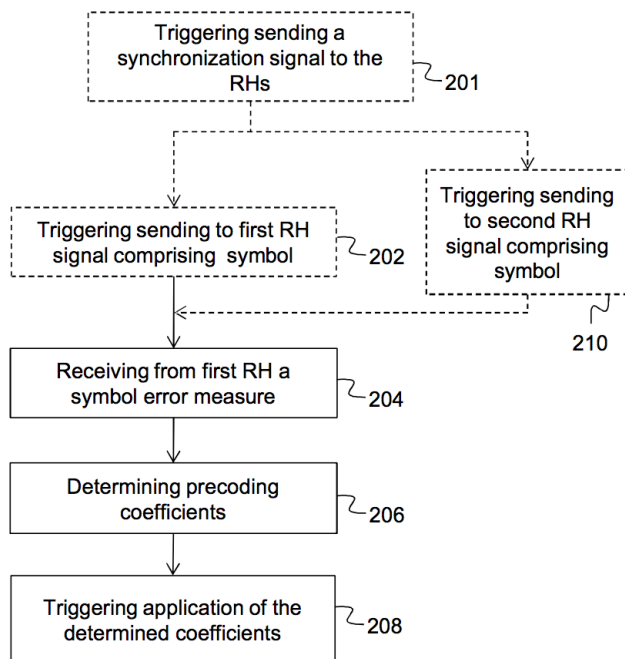 Triggering sending a
synchronization signal to the
RHs
201
Triggering sending to first RH
signal comprising symbol
202
Triggering sending
to second RH
signal comprising
symbol
210
Receiving from first RH a
symbol error measure
204
Determining precoding
coefficients
206
Triggering application of the
determined coefficients
208